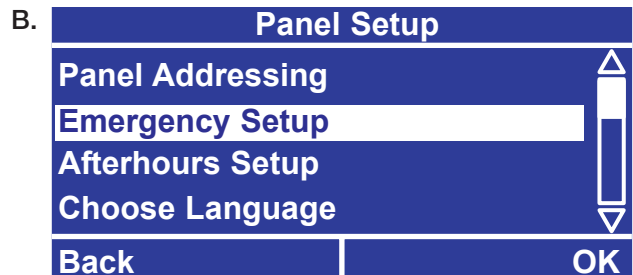 B.
Panel Setup
Panel Addressing
Emergency Setup
Afterhours Setup
Choose Language
Back OK